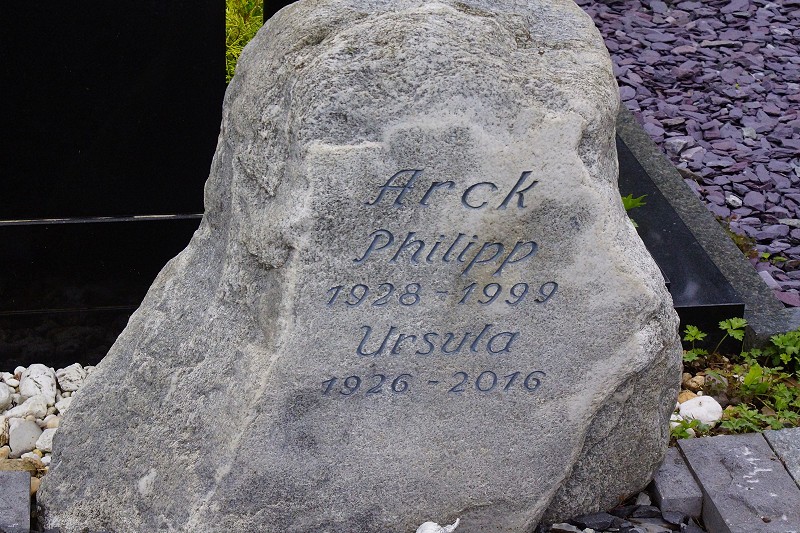 Arck
Philipp
1928 - 1999
Ursula
1926 - 2016